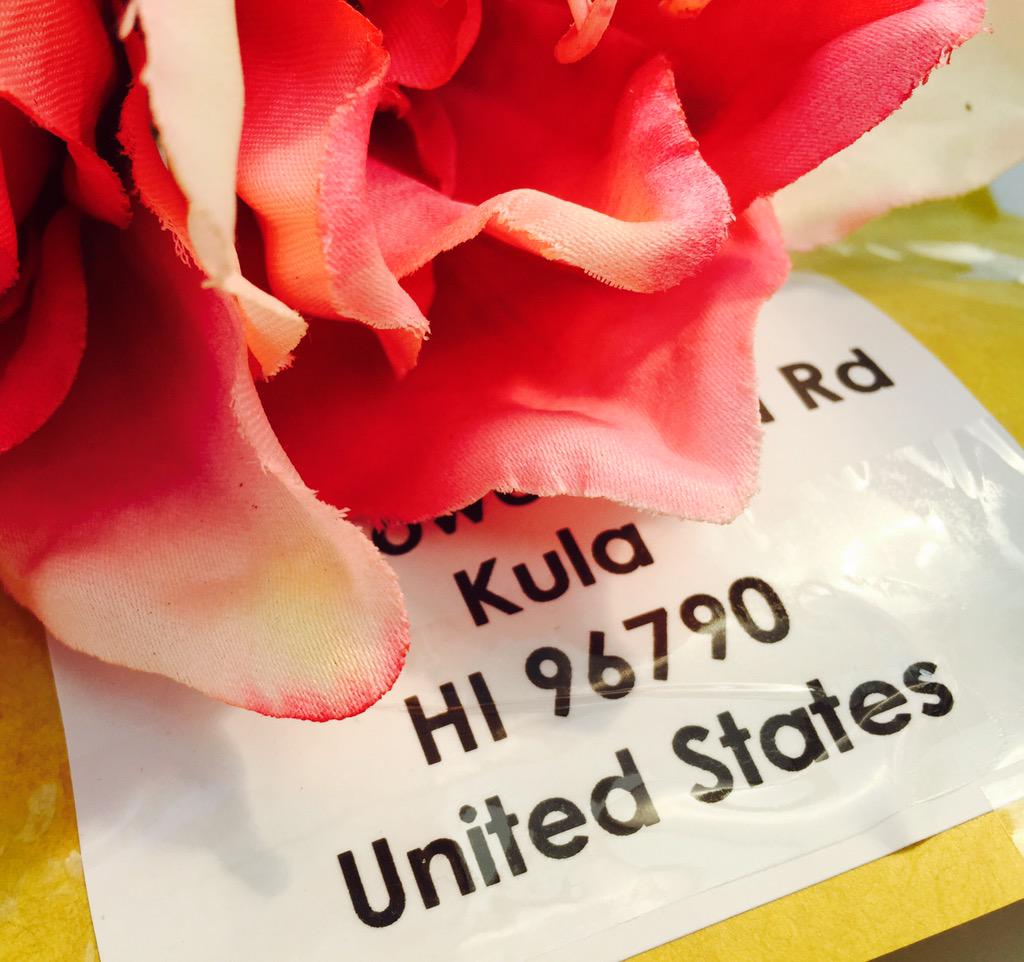 Rd
Kula
HI 96790
United States